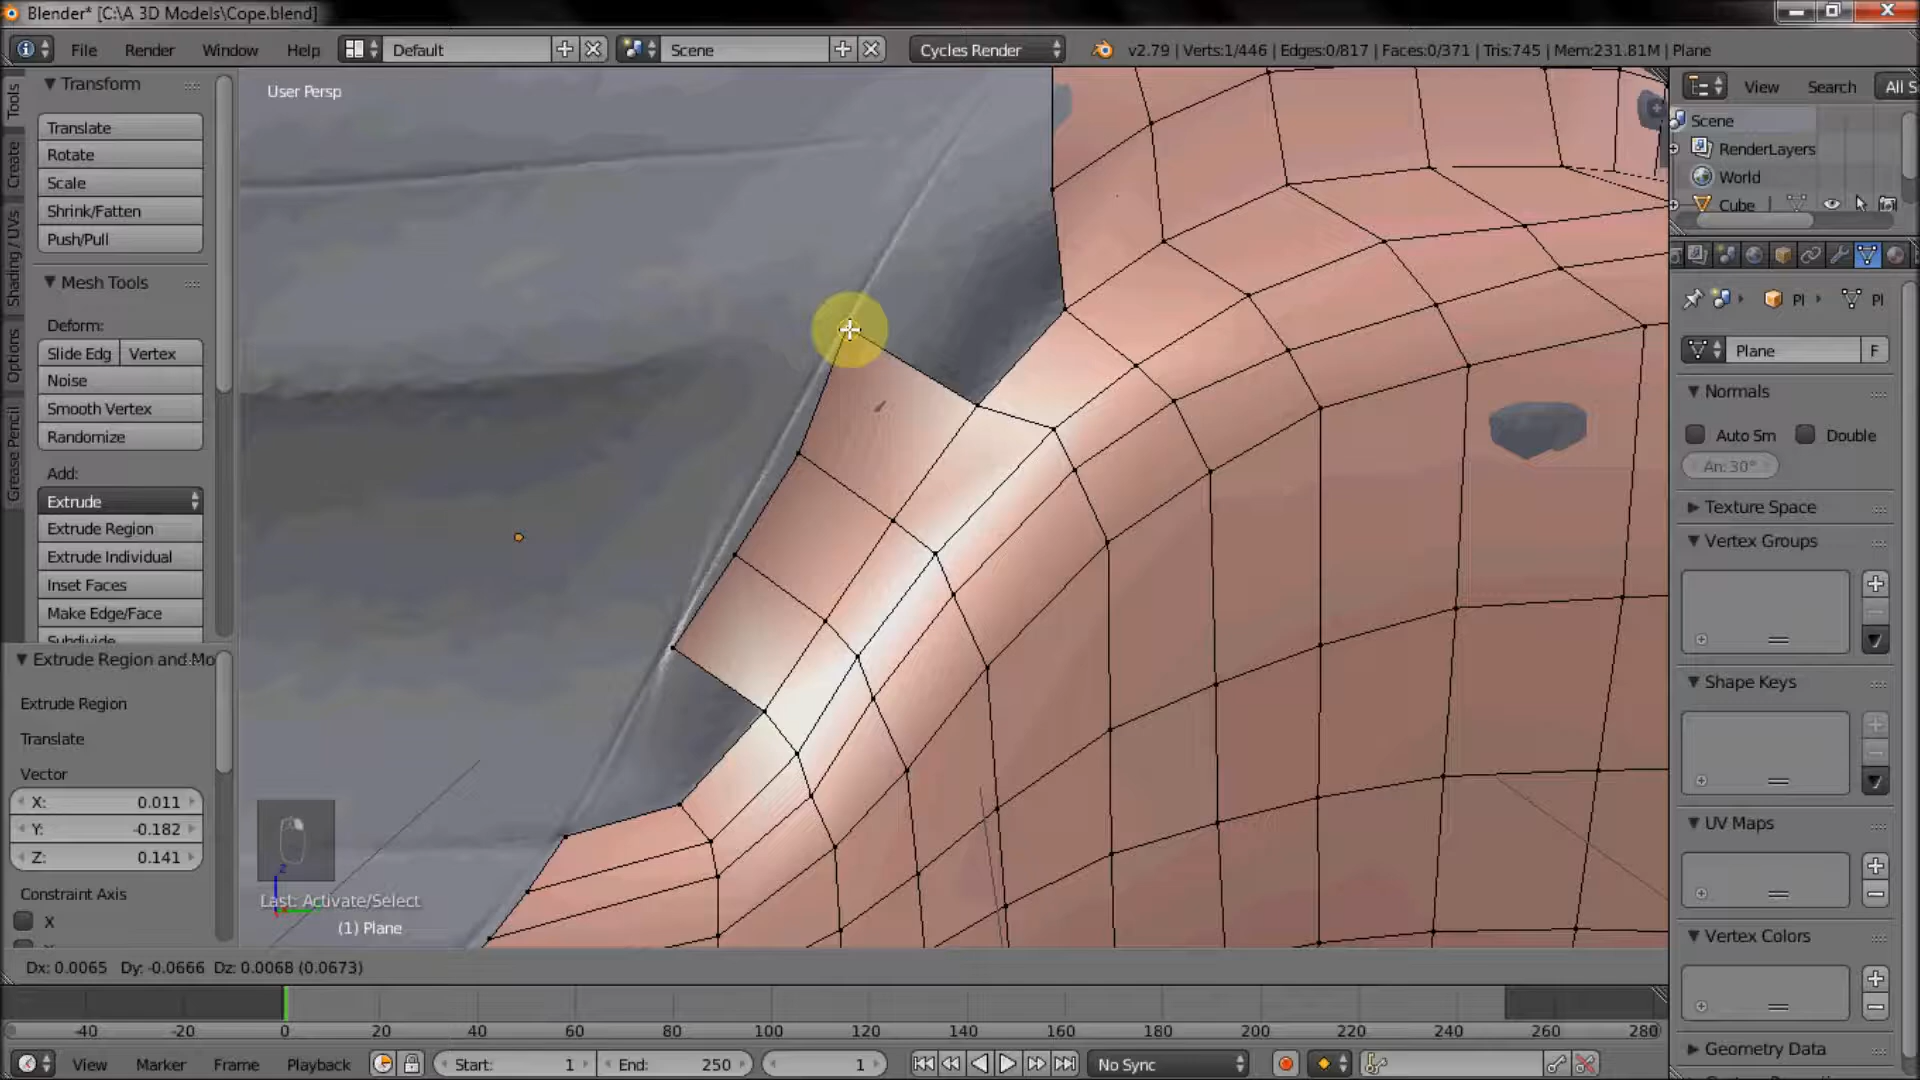 Blender* [C:\A 3D Models\Cope.blend]
File Render Window Help Default Scene Cycles Render v2.79 | Verts:1/446 | Edges:0/817 | Faces:0/371 | Tris:745 | Mem:231.81M | Plane
Tools
Create
Shading / UVs
Options
Grease Pencil
Transform
Translate
Rotate
Scale
Shrink/Fatten
Push/Pull
Mesh Tools
Deform:
Slide Edg Vertex
Noise
Smooth Vertex
Randomize
Add:
Extrude
Extrude Region
Extrude Individual
Inset Faces
Make Edge/Face
Subdivide
Extrude Region and Mo
Extrude Region
Translate
Vector
X: 0.011
Y: -0.182
Z: 0.141
Constraint Axis
X
User Persp
z
Last: Activate/Select
(1) Plane
View Search All S
Scene
RenderLayers
World
Cube
Pl Pl
Plane F
Normals
Auto Sm Double
An: 30°
Texture Space
Vertex Groups
Shape Keys
UV Maps
Vertex Colors
Geometry Data
Dx: 0.0065 Dy: -0.0666 Dz: 0.0068 (0.0673)
-40 -20 0 20 40 60 80 100 120 140 160 180 200 220 240 260 280
View Marker Frame Playback Start: 1 End: 250 1 No Sync